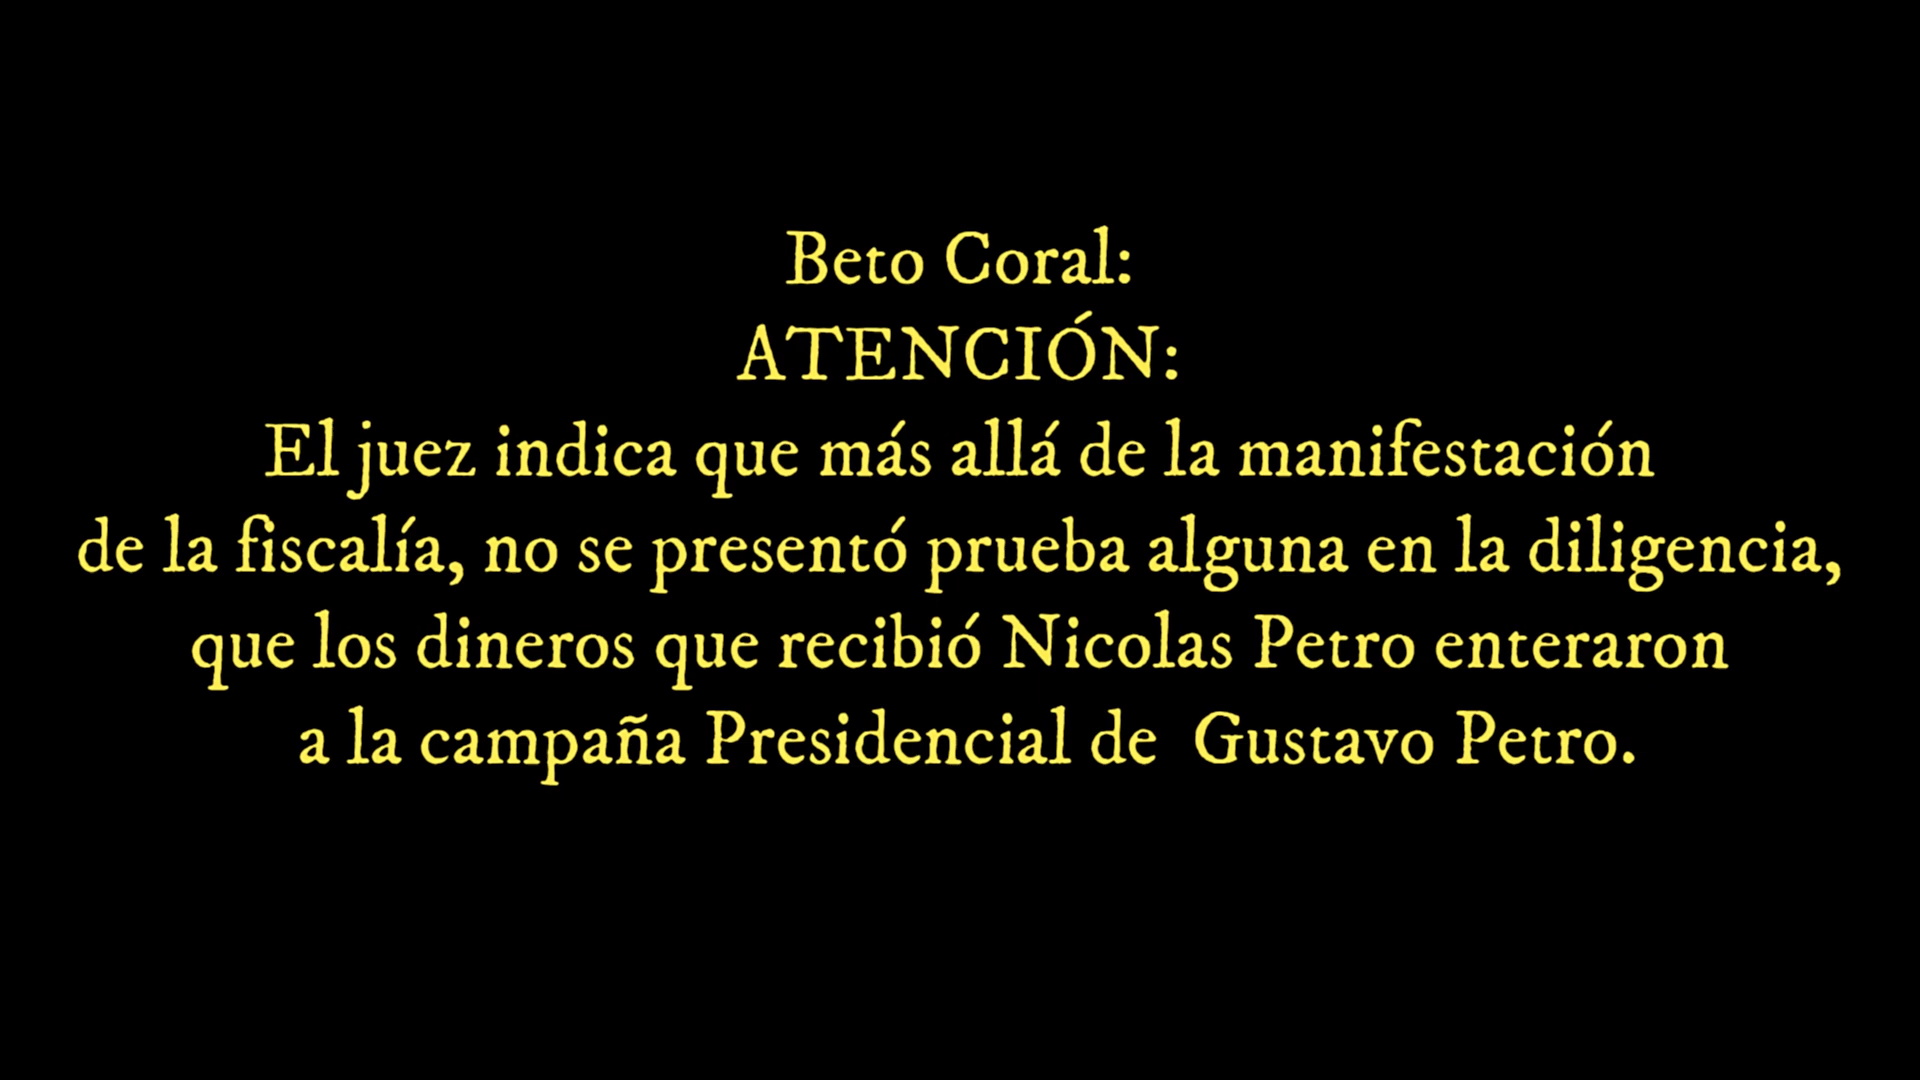 Beto Coral:
ATENCIÓN:
El juez indica que más allá de la manifestación
de la fiscalía, no se presentó prueba alguna en la diligencia,
que los dineros que recibió Nicolas Petro enteraron
a la campaña Presidencial de  Gustavo Petro.